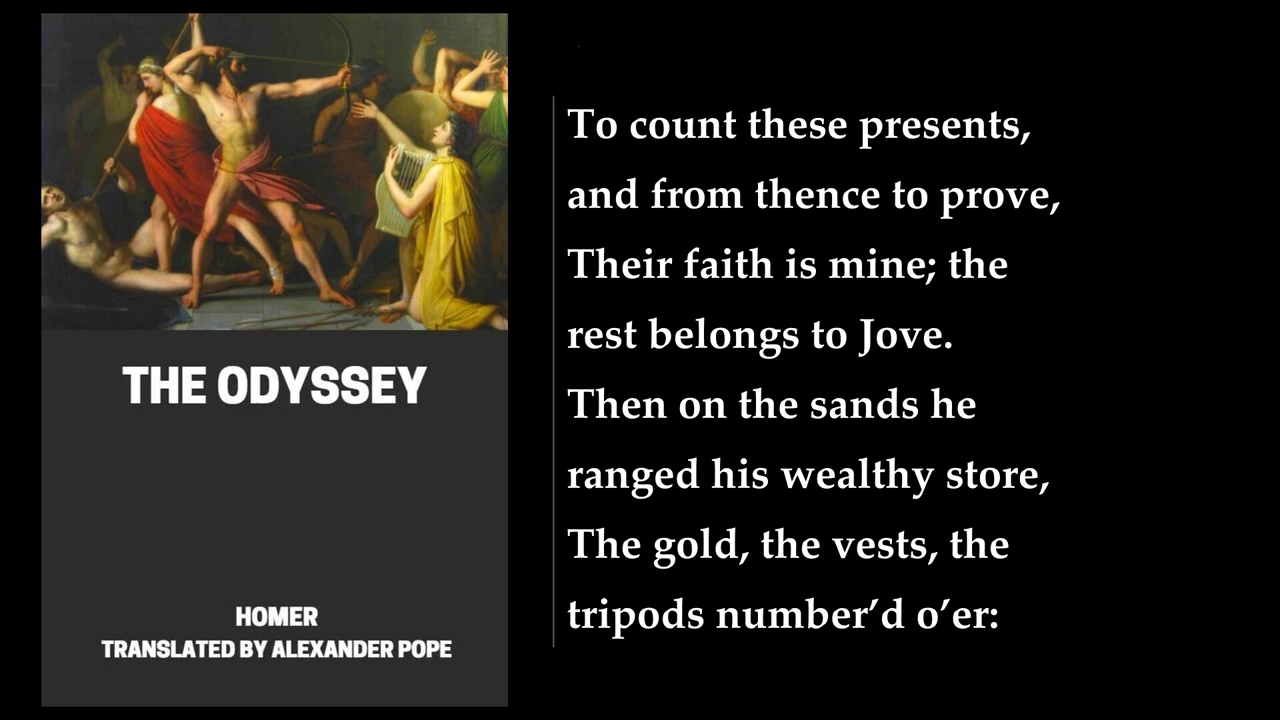 THE ODYSSEY
HOMER
TRANSLATED BY ALEXANDER POPE
To count these presents,
and from thence to prove,
Their faith is mine; the
rest belongs to Jove.
Then on the sands he
ranged his wealthy store,
The gold, the vests, the
tripods number’d o’er: